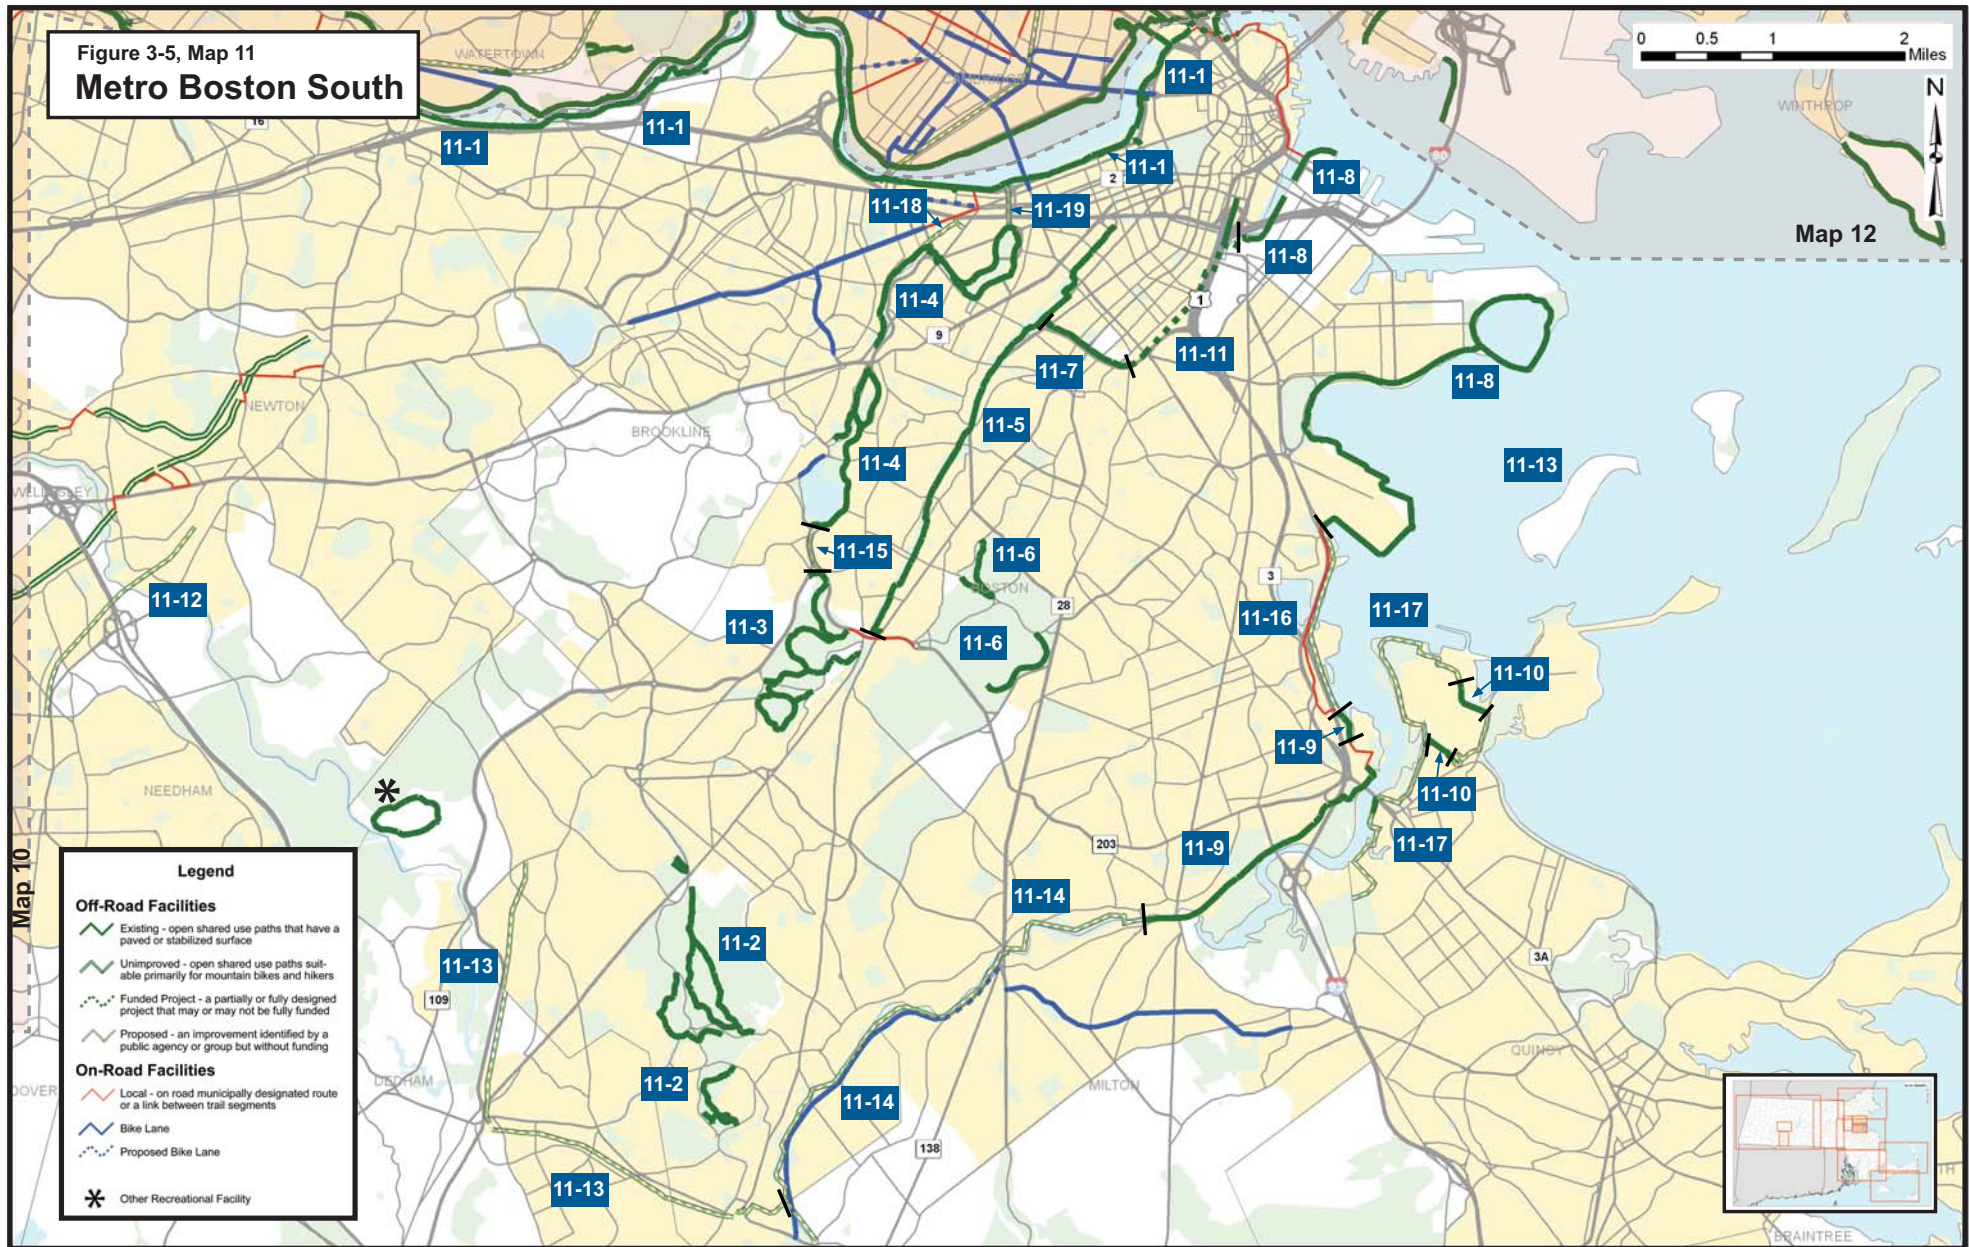 Figure 3-5, Map 11
Metro Boston South
0 0.5 1 2
Miles
N
WATERTOWN
WINTHROP
16
90
11-1
11-1
11-1
11-1
2
11-8
11-18
11-19
Map 12
11-8
11-4
1
9
11-7
11-11
11-8
NEWTON
BROOKLINE
11-5
11-4
11-13
11-15
11-6
BOSTON
3
28
11-12
11-3
11-16
11-17
11-6
11-10
11-9
NEEDHAM
11-10
203
11-9
11-17
Map 10
11-14
11-2
11-13
3A
109
93
DOVER
DEDHAM
11-2
11-14
MILTON
QUINCY
138
11-13
TH
BRAINTREE
Legend
Off-Road Facilities
Existing - open shared use paths that have a
paved or stabilized surface
Unimproved - open shared use paths suit-
able primarily for mountain bikes and hikers
Funded Project - a partially or fully designed
project that may or may not be fully funded
Proposed - an improvement identified by a
public agency or group but without funding
On-Road Facilities
Local - on road municipally designated route
or a link between trail segments
Bike Lane
Proposed Bike Lane
Other Recreational Facility